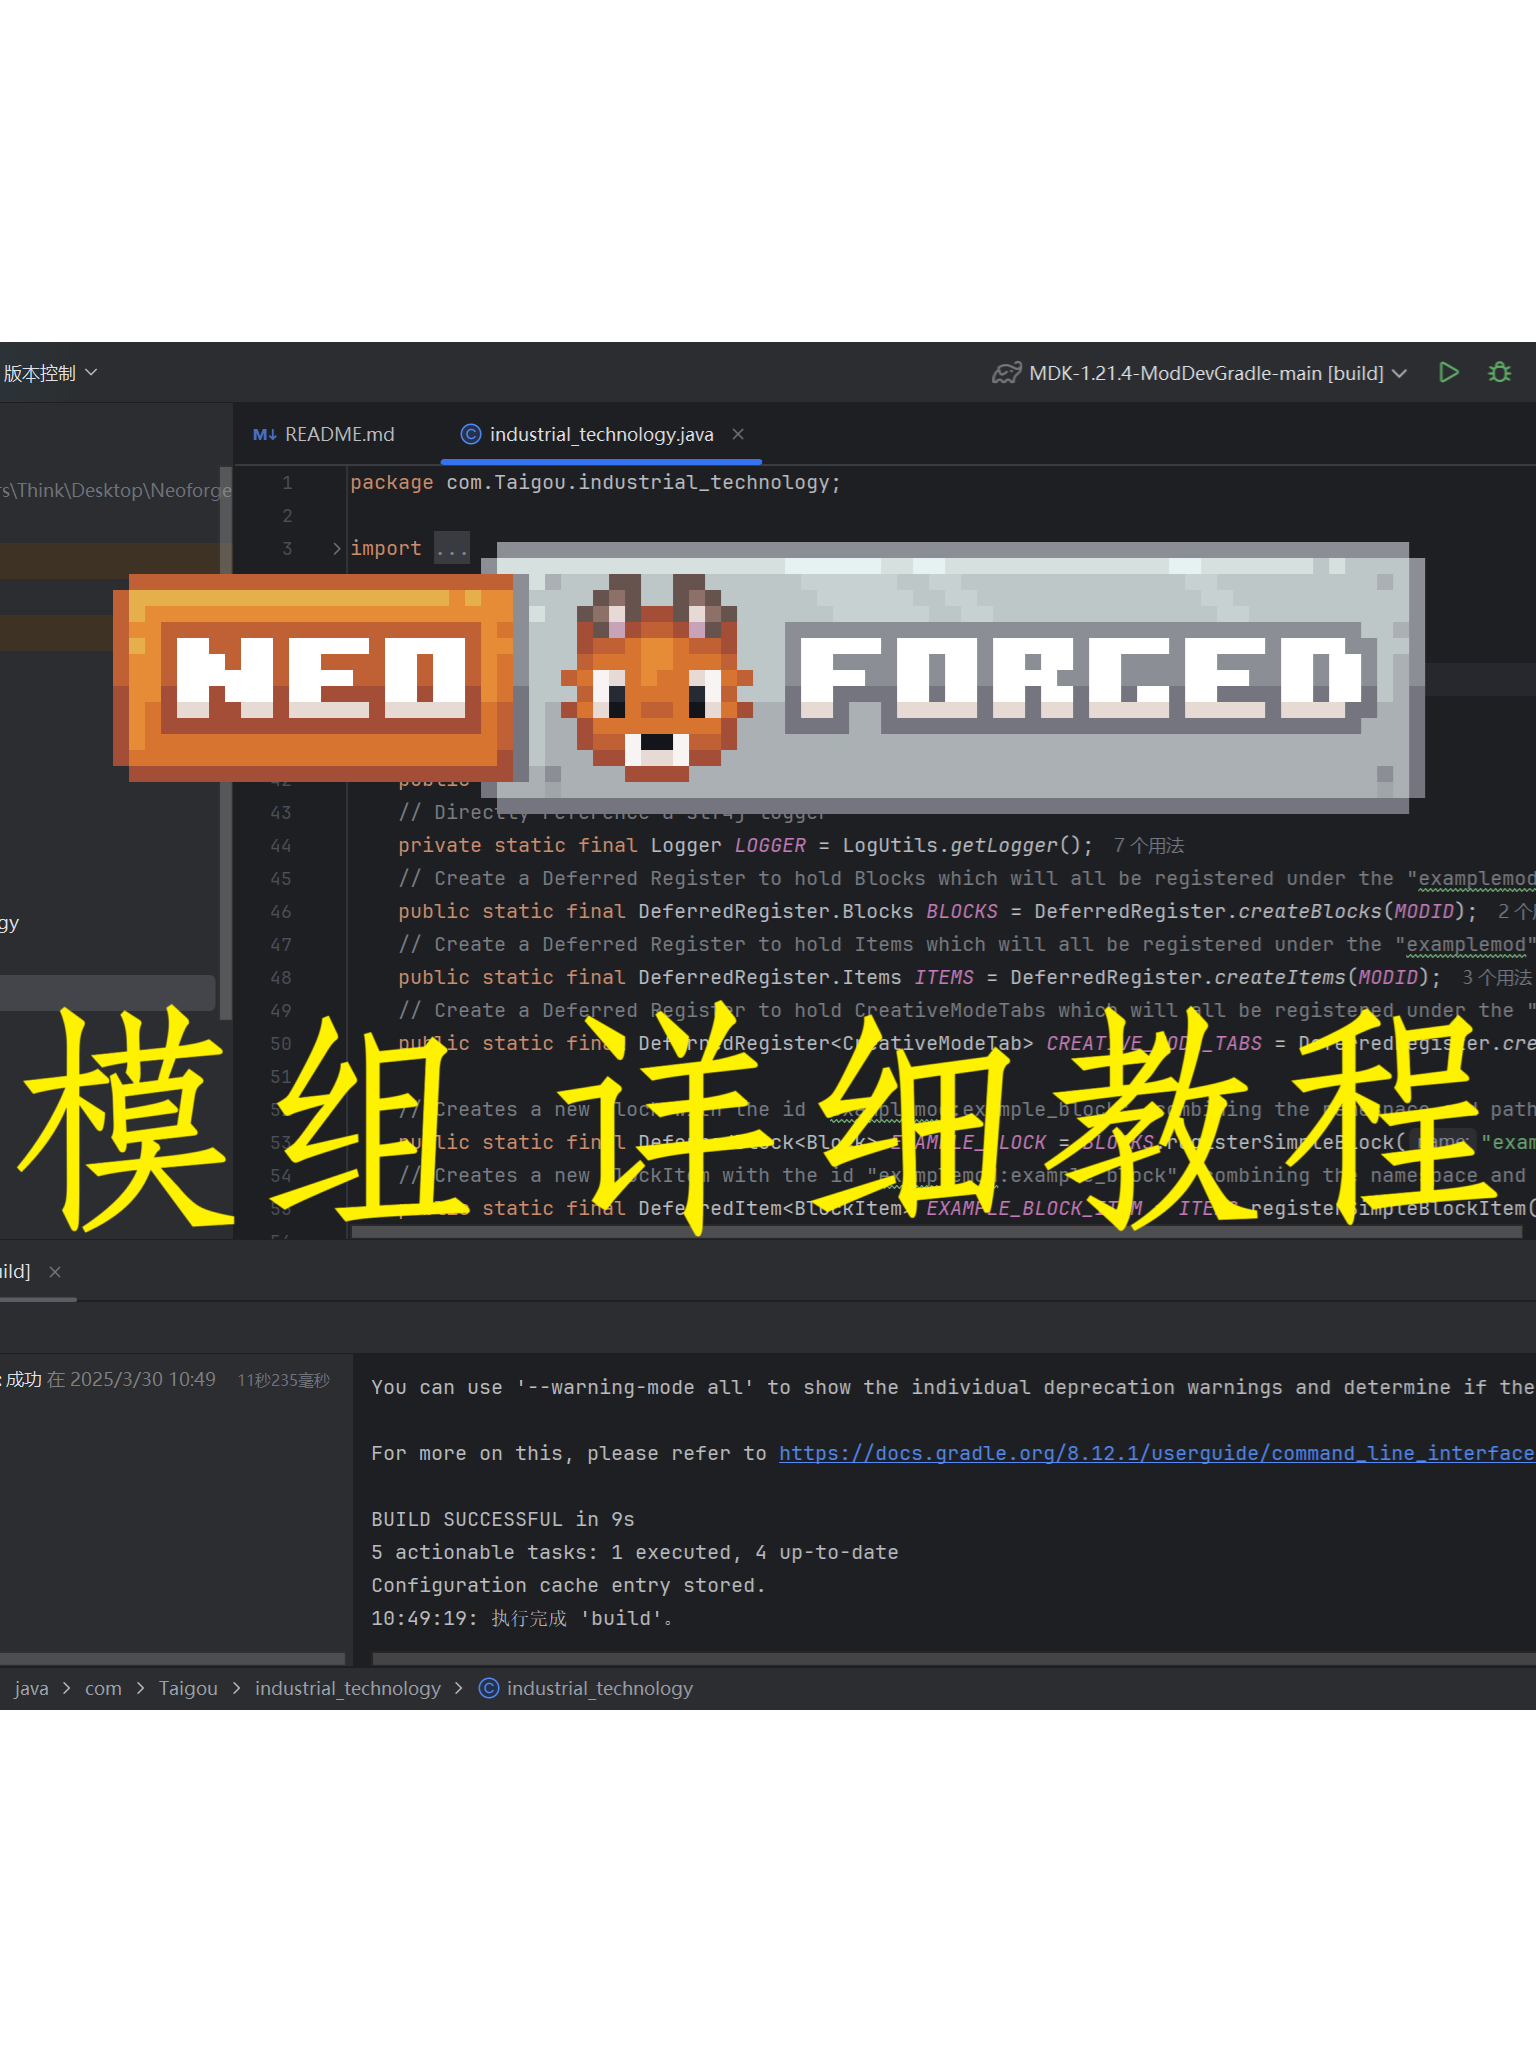 版本控制
MDK-1.21.4-ModDevGradle-main [build]
M↓ README.md
industrial_technology.java
s\Think\Desktop\Neoforge
1 package com.Taigou.industrial_technology;
2
3 import ...
NEO FORGED
43 // Directly reference a slf4j logger
44 private static final Logger LOGGER = LogUtils.getLogger(); 7 个用法
45 // Create a Deferred Register to hold Blocks which will all be registered under the "examplemod
46 public static final DeferredRegister.Blocks BLOCKS = DeferredRegister.createBlocks(MODID); 2 个
47 // Create a Deferred Register to hold Items which will all be registered under the "examplemod"
gy
48 public static final DeferredRegister.Items ITEMS = DeferredRegister.createItems(MODID); 3 个用法
49 // Create a Deferred Register to hold CreativeModeTabs which will all be registered under the "
50 public static final DeferredRegister<CreativeModeTab> CREATIVE_MODE_TABS = DeferredRegister.cre
51
// Creates a new Block with the id "examplemod:example_block", combining the namespace and path
53 public static final DeferredBlock<Block> EXAMPLE_BLOCK = BLOCKS.registerSimpleBlock( name: "exam
54 // Creates a new BlockItem with the id "examplemod:example_block", combining the namespace and
55 public static final DeferredItem<BlockItem> EXAMPLE_BLOCK_ITEM = ITEMS.registerSimpleBlockItem(
模组详细教程
ild]
: 成功 在 2025/3/30 10:49 11秒235毫秒
You can use '--warning-mode all' to show the individual deprecation warnings and determine if the
For more on this, please refer to https://docs.gradle.org/8.12.1/userguide/command_line_interface
BUILD SUCCESSFUL in 9s
5 actionable tasks: 1 executed, 4 up-to-date
Configuration cache entry stored.
10:49:19: 执行完成 'build'。
java > com > Taigou > industrial_technology > industrial_technology